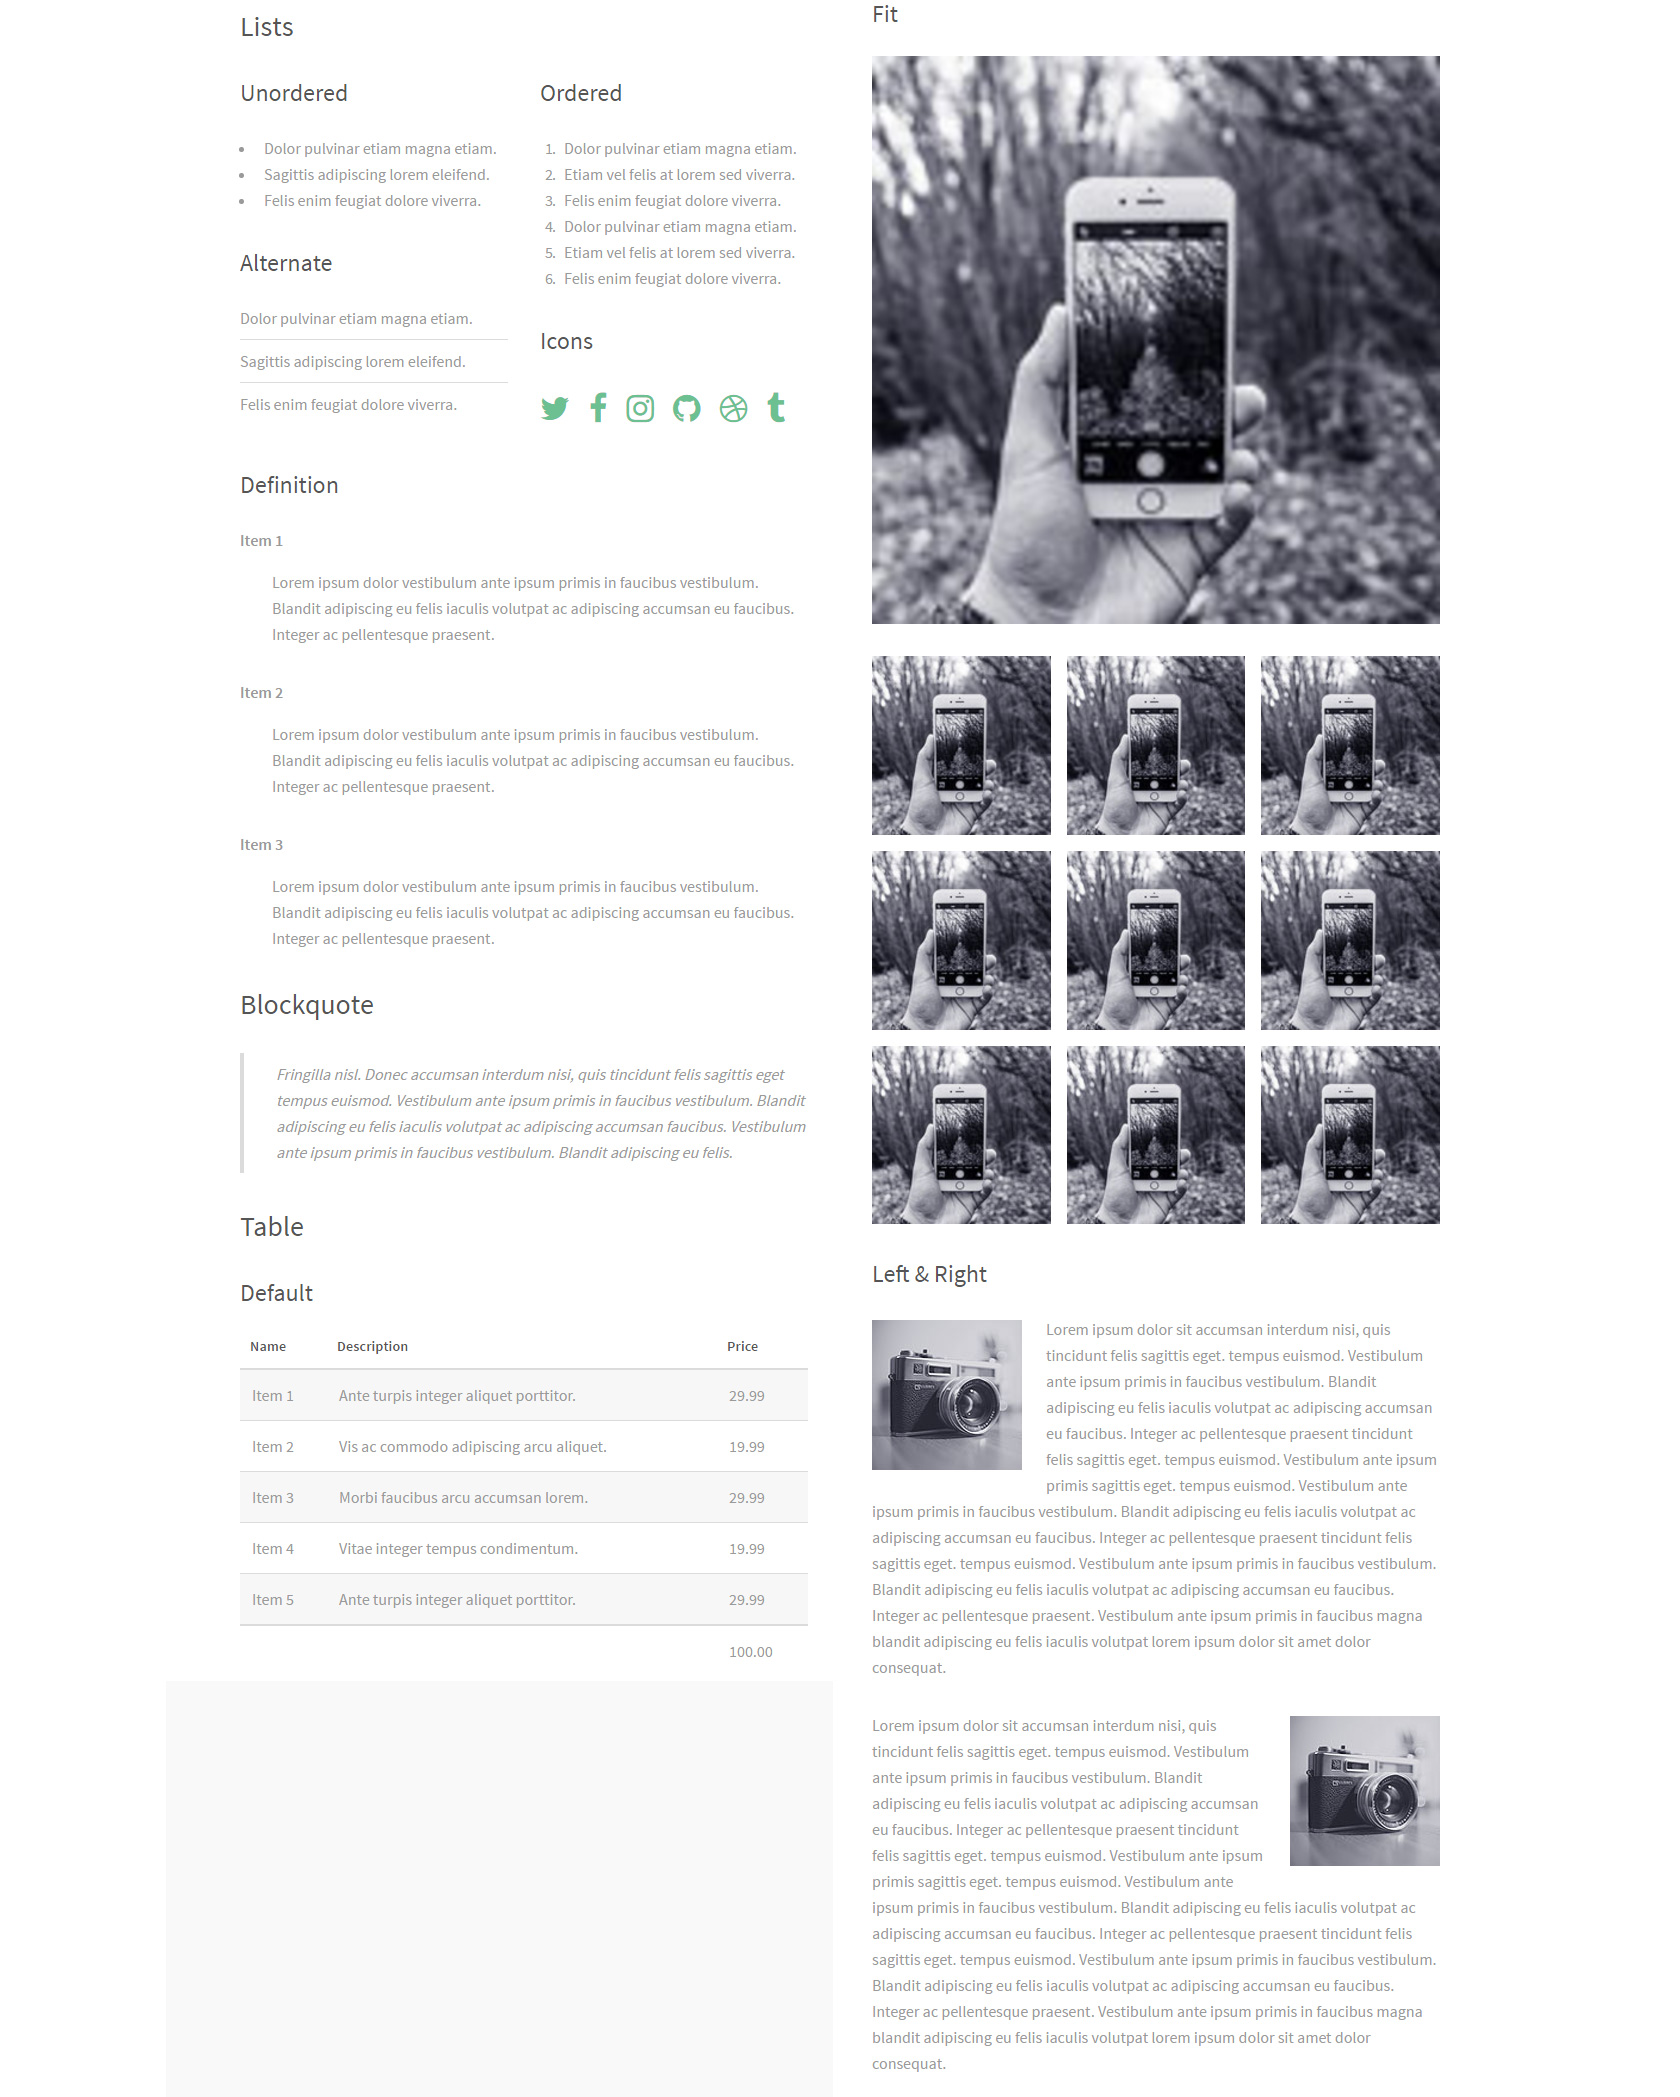 Lists
Unordered
Dolor pulvinar etiam magna etiam.
Sagittis adipiscing lorem eleifend.
Felis enim feugiat dolore viverra.
Alternate
Dolor pulvinar etiam magna etiam.
Sagittis adipiscing lorem eleifend.
Felis enim feugiat dolore viverra.
Ordered
1. Dolor pulvinar etiam magna etiam.
2. Etiam vel felis at lorem sed viverra.
3. Felis enim feugiat dolore viverra.
4. Dolor pulvinar etiam magna etiam.
5. Etiam vel felis at lorem sed viverra.
6. Felis enim feugiat dolore viverra.
Icons
Definition
Item 1
Lorem ipsum dolor vestibulum ante ipsum primis in faucibus vestibulum.
Blandit adipiscing eu felis iaculis volutpat ac adipiscing accumsan eu faucibus.
Integer ac pellentesque praesent.
Item 2
Lorem ipsum dolor vestibulum ante ipsum primis in faucibus vestibulum.
Blandit adipiscing eu felis iaculis volutpat ac adipiscing accumsan eu faucibus.
Integer ac pellentesque praesent.
Item 3
Lorem ipsum dolor vestibulum ante ipsum primis in faucibus vestibulum.
Blandit adipiscing eu felis iaculis volutpat ac adipiscing accumsan eu faucibus.
Integer ac pellentesque praesent.
Blockquote
Fringilla nisl. Donec accumsan interdum nisi, quis tincidunt felis sagittis eget
tempus euismod. Vestibulum ante ipsum primis in faucibus vestibulum. Blandit
adipiscing eu felis iaculis volutpat ac adipiscing accumsan faucibus. Vestibulum
ante ipsum primis in faucibus vestibulum. Blandit adipiscing eu felis.
Table
Default
Name Description Price
Item 1 Ante turpis integer aliquet porttitor. 29.99
Item 2 Vis ac commodo adipiscing arcu aliquet. 19.99
Item 3 Morbi faucibus arcu accumsan lorem. 29.99
Item 4 Vitae integer tempus condimentum. 19.99
Item 5 Ante turpis integer aliquet porttitor. 29.99
100.00
Fit
Left & Right
Lorem ipsum dolor sit accumsan interdum nisi, quis
tincidunt felis sagittis eget. tempus euismod. Vestibulum
ante ipsum primis in faucibus vestibulum. Blandit
adipiscing eu felis iaculis volutpat ac adipiscing accumsan
eu faucibus. Integer ac pellentesque praesent tincidunt
felis sagittis eget. tempus euismod. Vestibulum ante ipsum
primis sagittis eget. tempus euismod. Vestibulum ante
ipsum primis in faucibus vestibulum. Blandit adipiscing eu felis iaculis volutpat ac
adipiscing accumsan eu faucibus. Integer ac pellentesque praesent tincidunt felis
sagittis eget. tempus euismod. Vestibulum ante ipsum primis in faucibus vestibulum.
Blandit adipiscing eu felis iaculis volutpat ac adipiscing accumsan eu faucibus.
Integer ac pellentesque praesent. Vestibulum ante ipsum primis in faucibus magna
blandit adipiscing eu felis iaculis volutpat lorem ipsum dolor sit amet dolor
consequat.
Lorem ipsum dolor sit accumsan interdum nisi, quis
tincidunt felis sagittis eget. tempus euismod. Vestibulum
ante ipsum primis in faucibus vestibulum. Blandit
adipiscing eu felis iaculis volutpat ac adipiscing accumsan
eu faucibus. Integer ac pellentesque praesent tincidunt
felis sagittis eget. tempus euismod. Vestibulum ante ipsum
primis sagittis eget. tempus euismod. Vestibulum ante
ipsum primis in faucibus vestibulum. Blandit adipiscing eu felis iaculis volutpat ac
adipiscing accumsan eu faucibus. Integer ac pellentesque praesent tincidunt felis
sagittis eget. tempus euismod. Vestibulum ante ipsum primis in faucibus vestibulum.
Blandit adipiscing eu felis iaculis volutpat ac adipiscing accumsan eu faucibus.
Integer ac pellentesque praesent. Vestibulum ante ipsum primis in faucibus magna
blandit adipiscing eu felis iaculis volutpat lorem ipsum dolor sit amet dolor
consequat.